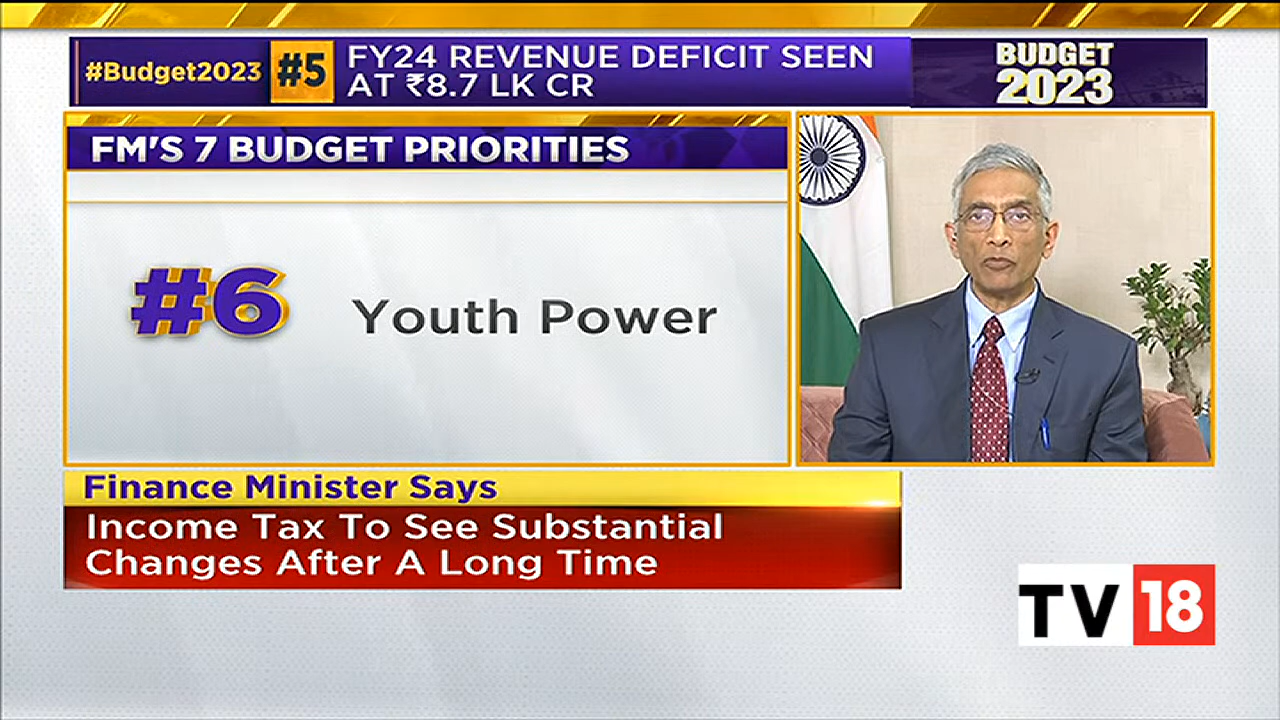 #Budget2023 #5 FY24 REVENUE DEFICIT SEEN
AT ₹8.7 LK CR
BUDGET
2023
FM'S 7 BUDGET PRIORITIES
#6 Youth Power
Finance Minister Says
Income Tax To See Substantial
Changes After A Long Time
TV18